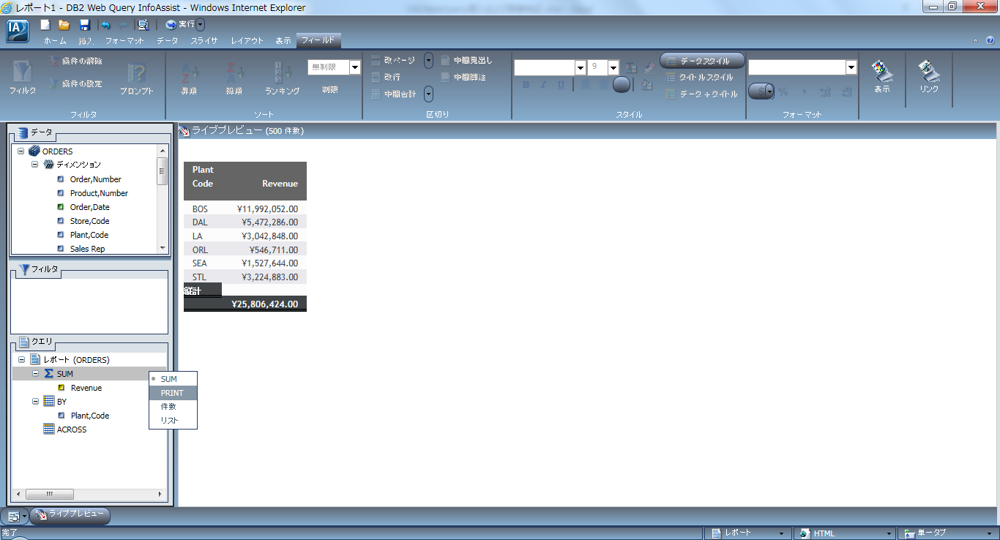 レポート1 - DB2 Web Query InfoAssist - Windows Internet Explorer
IA
実行
ホーム 挿入 フォーマット データ スライサ レイアウト 表示 フィールド
フィルタ
条件の解除
条件の設定
プロンプト
フィルタ
昇順
降順
ランキング
無制限
制限
ソート
改ページ
改行
中間合計
中間見出し
中間脚注
区切り
9
B I U
データスタイル
タイトルスタイル
データ + タイトル
スタイル
$ % ,
フォーマット
表示
リンク
データ
ORDERS
ディメンション
Order,Number
Product,Number
Order,Date
Store,Code
Plant,Code
Sales Rep
フィルタ
クエリ
レポート (ORDERS)
SUM
Revenue
BY
Plant,Code
ACROSS
SUM
PRINT
件数
リスト
ライブプレビュー (500 件数)
Plant
Code Revenue
BOS ¥11,992,052.00
DAL ¥5,472,286.00
LA ¥3,042,848.00
ORL ¥546,711.00
SEA ¥1,527,644.00
STL ¥3,224,883.00
総計
¥25,806,424.00
ライブプレビュー
完了
レポート
HTML
単一タブ